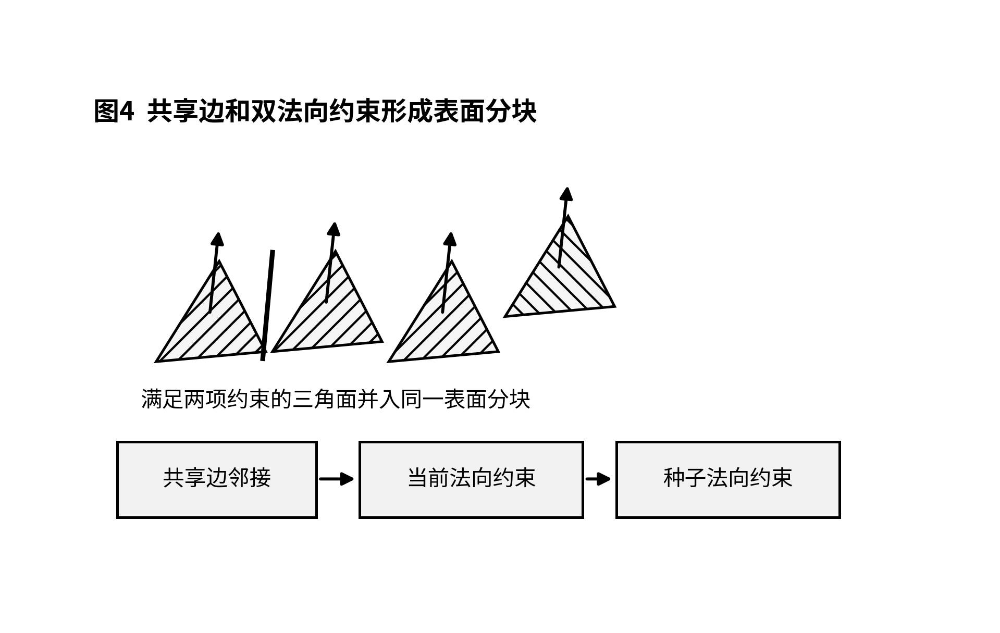 图4 共享边和双法向约束形成表面分块
满足两项约束的三角面并入同一表面分块
共享边邻接
当前法向约束
种子法向约束